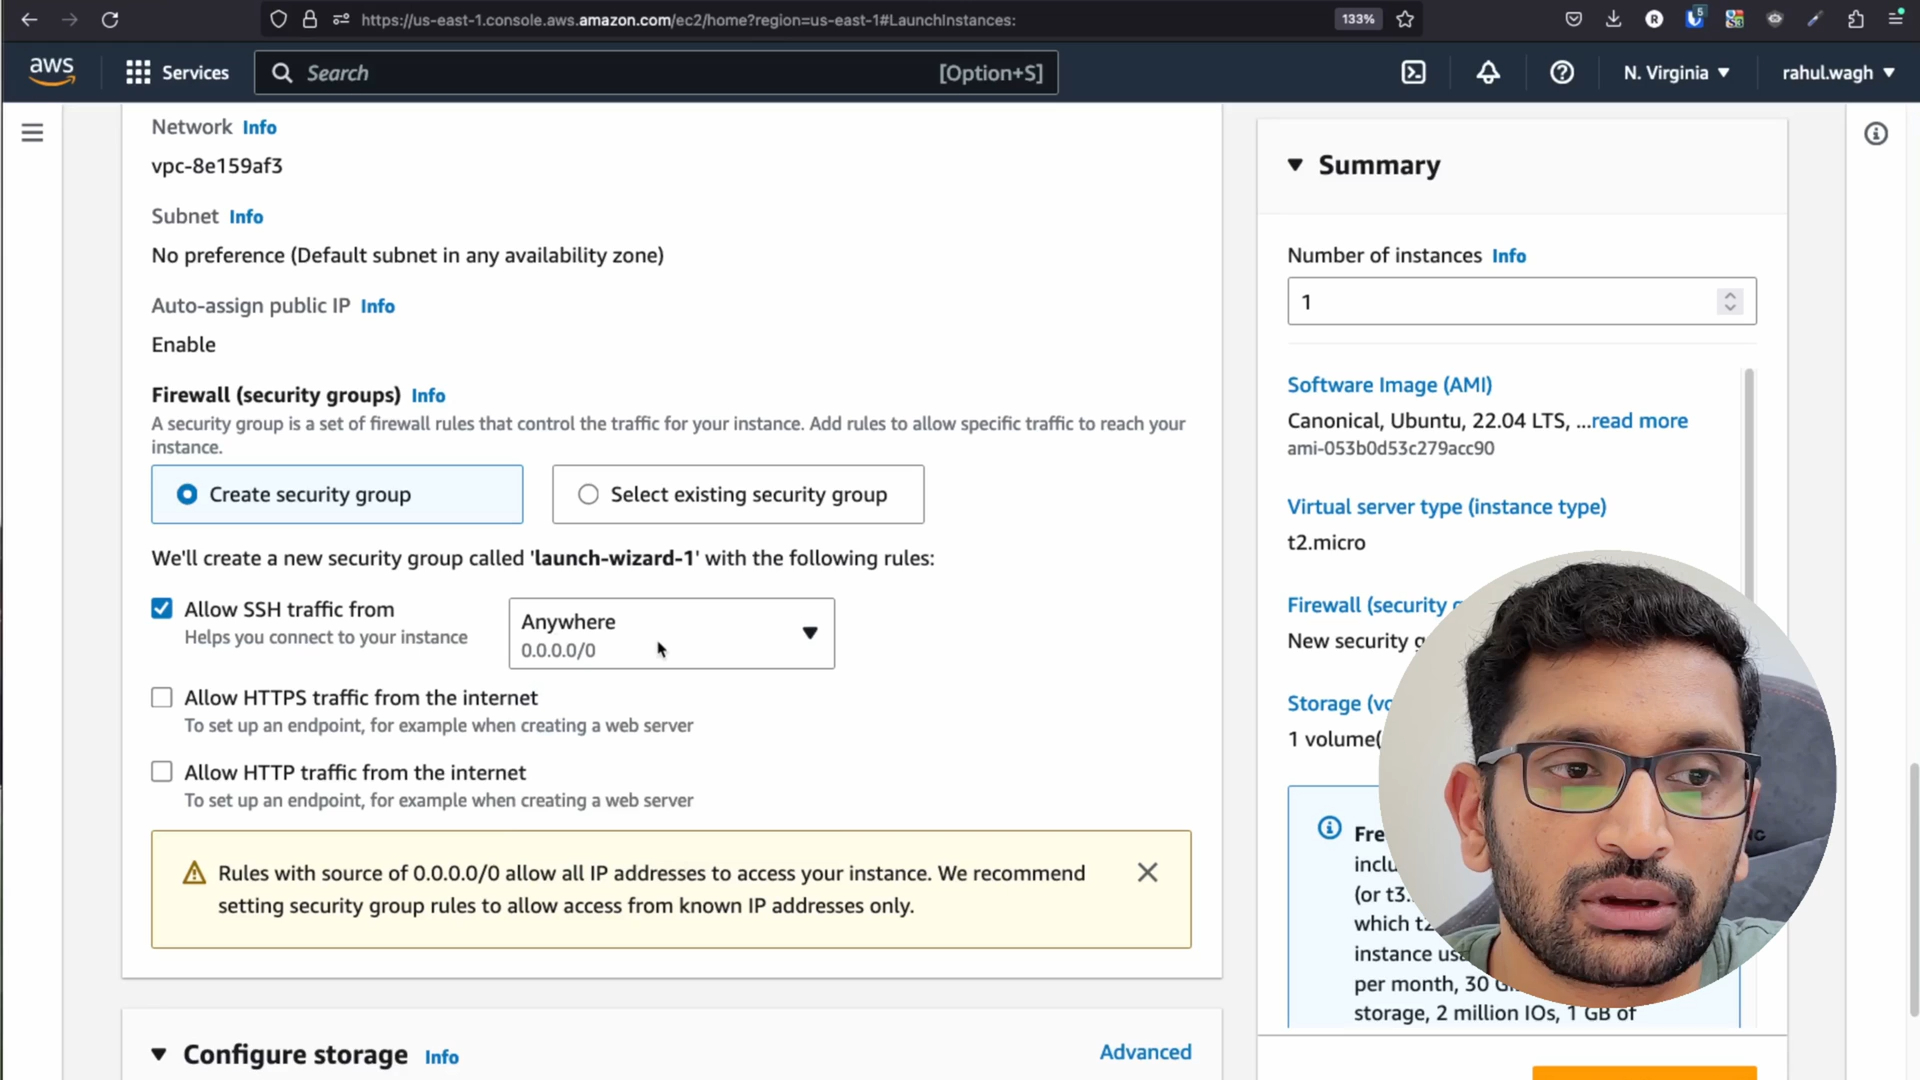 https://us-east-1.console.aws.amazon.com/ec2/home?region=us-east-1#LaunchInstances:
133%
R
5
aws
Services
Search
[Option+S]
N. Virginia
rahul.wagh
Network Info
vpc-8e159af3
Subnet Info
No preference (Default subnet in any availability zone)
Auto-assign public IP Info
Enable
Firewall (security groups) Info
A security group is a set of firewall rules that control the traffic for your instance. Add rules to allow specific traffic to reach your
instance.
Create security group
Select existing security group
We'll create a new security group called 'launch-wizard-1' with the following rules:
Allow SSH traffic from
Helps you connect to your instance
Anywhere
0.0.0.0/0
Allow HTTPS traffic from the internet
To set up an endpoint, for example when creating a web server
Allow HTTP traffic from the internet
To set up an endpoint, for example when creating a web server
Rules with source of 0.0.0.0/0 allow all IP addresses to access your instance. We recommend
setting security group rules to allow access from known IP addresses only.
Configure storage Info
Advanced
Summary
Number of instances Info
1
Software Image (AMI)
Canonical, Ubuntu, 22.04 LTS, ...read more
ami-053b0d53c279acc90
Virtual server type (instance type)
t2.micro
Firewall (security
New security
Storage
1 volume(
(or t3.
which
instance
per month, 30
storage, 2 million IOs, 1 GB of